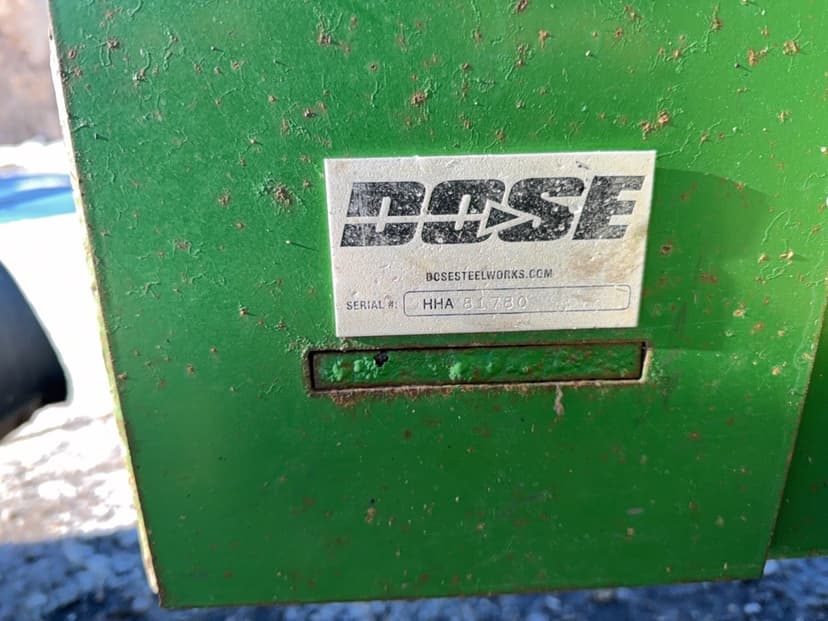 DOSE
DOSESTEELWORKS.COM
SERIAL #: HHA 81780